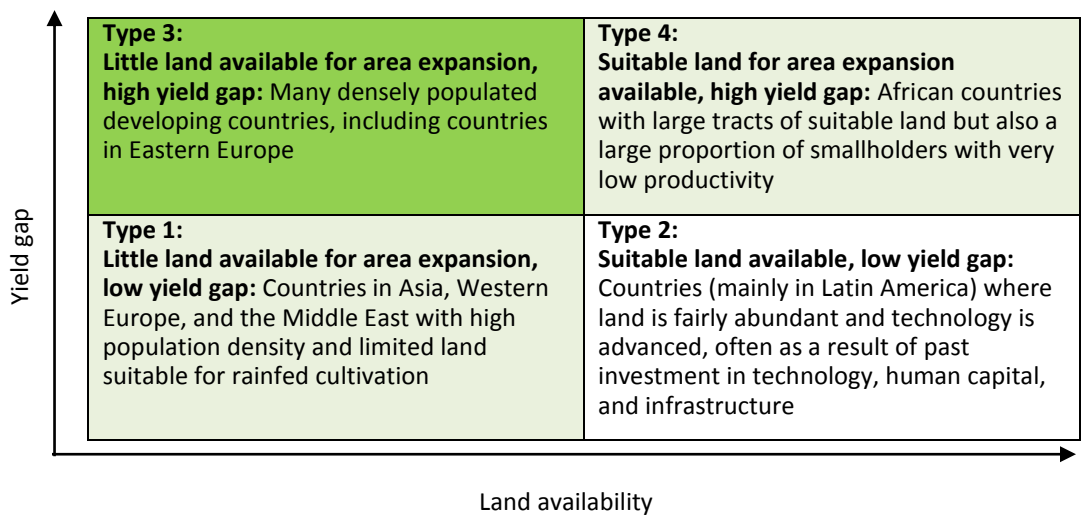 Yield gap
Type 3:
Little land available for area expansion,
high yield gap: Many densely populated
developing countries, including countries
in Eastern Europe
Type 4:
Suitable land for area expansion
available, high yield gap: African countries
with large tracts of suitable land but also a
large proportion of smallholders with very
low productivity
Type 1:
Little land available for area expansion,
low yield gap: Countries in Asia, Western
Europe, and the Middle East with high
population density and limited land
suitable for rainfed cultivation
Type 2:
Suitable land available, low yield gap:
Countries (mainly in Latin America) where
land is fairly abundant and technology is
advanced, often as a result of past
investment in technology, human capital,
and infrastructure
Land availability